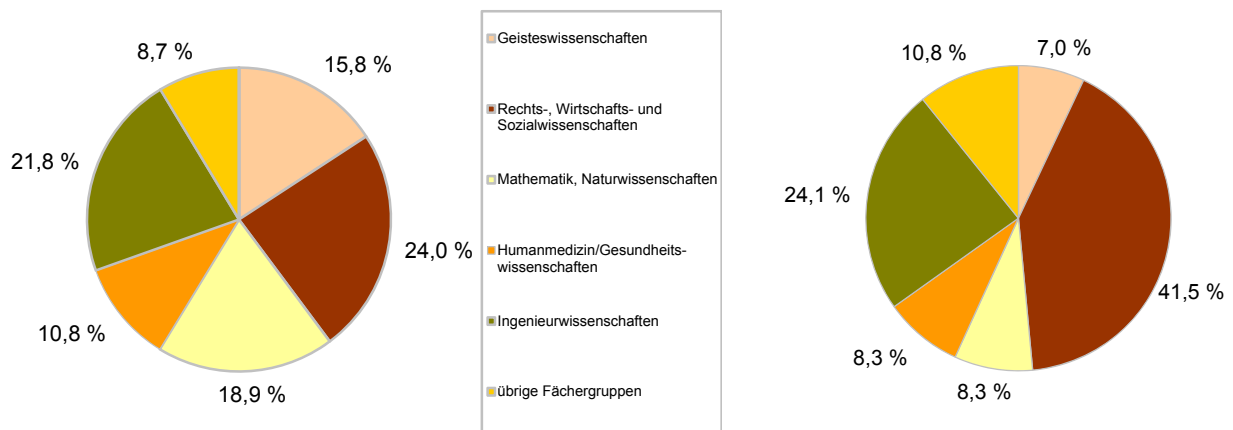 8,7 %
15,8 %
21,8 %
24,0 %
10,8 %
18,9 %
Geisteswissenschaften
Rechts-, Wirtschafts- und
Sozialwissenschaften
Mathematik, Naturwissenschaften
Humanmedizin/Gesundheits-
wissenschaften
Ingenieurwissenschaften
übrige Fächergruppen
10,8 %
7,0 %
24,1 %
41,5 %
8,3 %
8,3 %